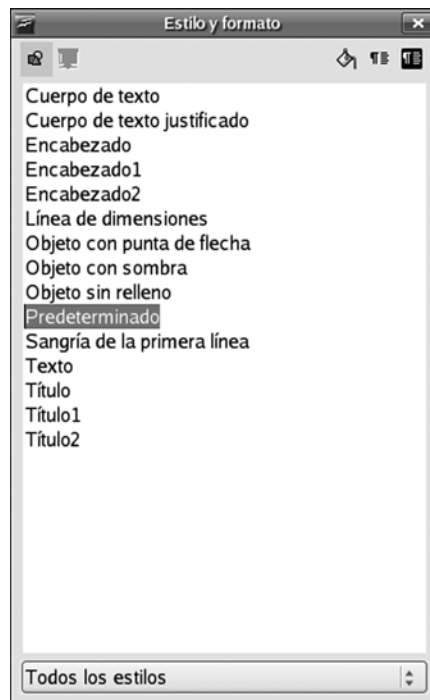 Estilo y formato
Cuerpo de texto
Cuerpo de texto justificado
Encabezado
Encabezado1
Encabezado2
Línea de dimensiones
Objeto con punta de flecha
Objeto con sombra
Objeto sin relleno
Predeterminado
Sangría de la primera línea
Texto
Título
Título1
Título2
Todos los estilos